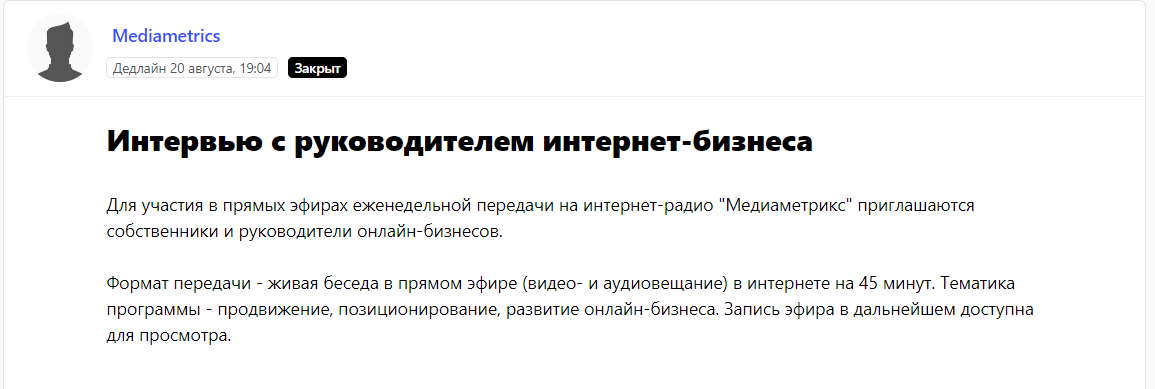 Mediametrics
Дедлайн 20 августа, 19:04 Закрыт
Интервью с руководителем интернет-бизнеса
Для участия в прямых эфирах еженедельной передачи на интернет-радио "Медиаметрикс" приглашаются
собственники и руководители онлайн-бизнесов.
Формат передачи - живая беседа в прямом эфире (видео- и аудиовещание) в интернете на 45 минут. Тематика
программы - продвижение, позиционирование, развитие онлайн-бизнеса. Запись эфира в дальнейшем доступна
для просмотра.